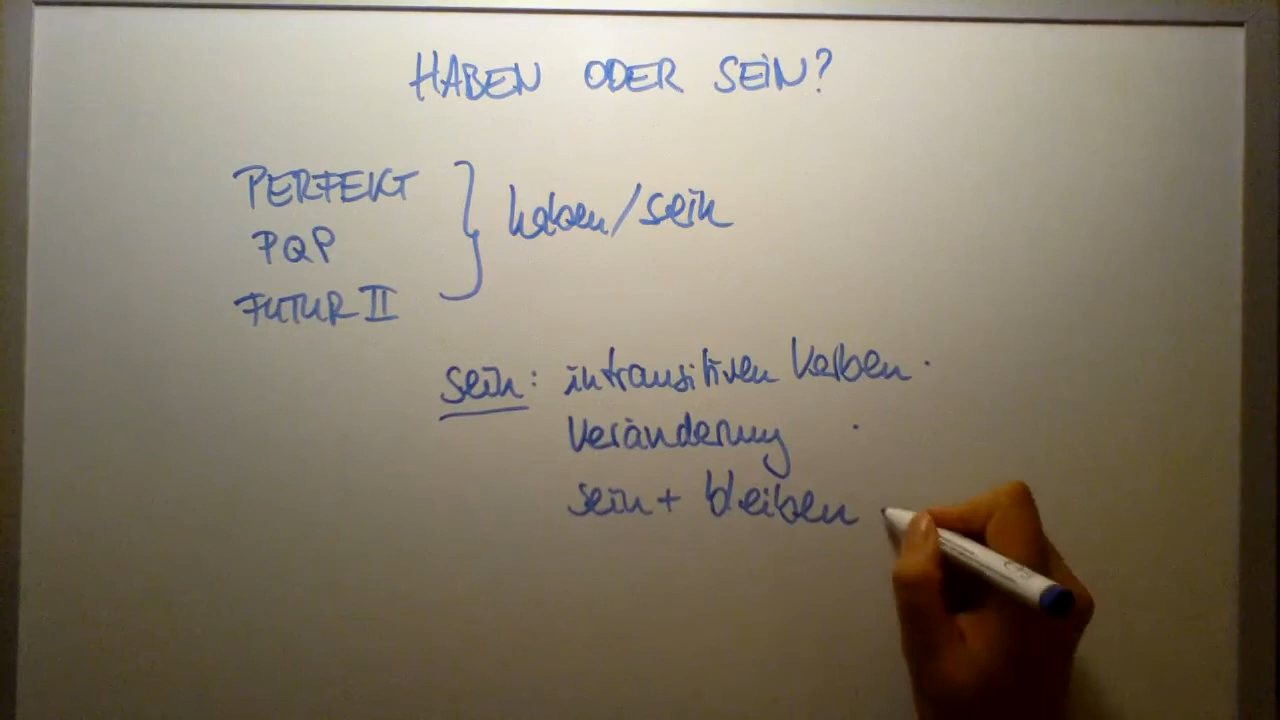 HABEN ODER SEIN?
PERFEKT
PQP
FUTUR II
haben/sein
sein: intransitiven Verben
Veränderung
sein + bleiben